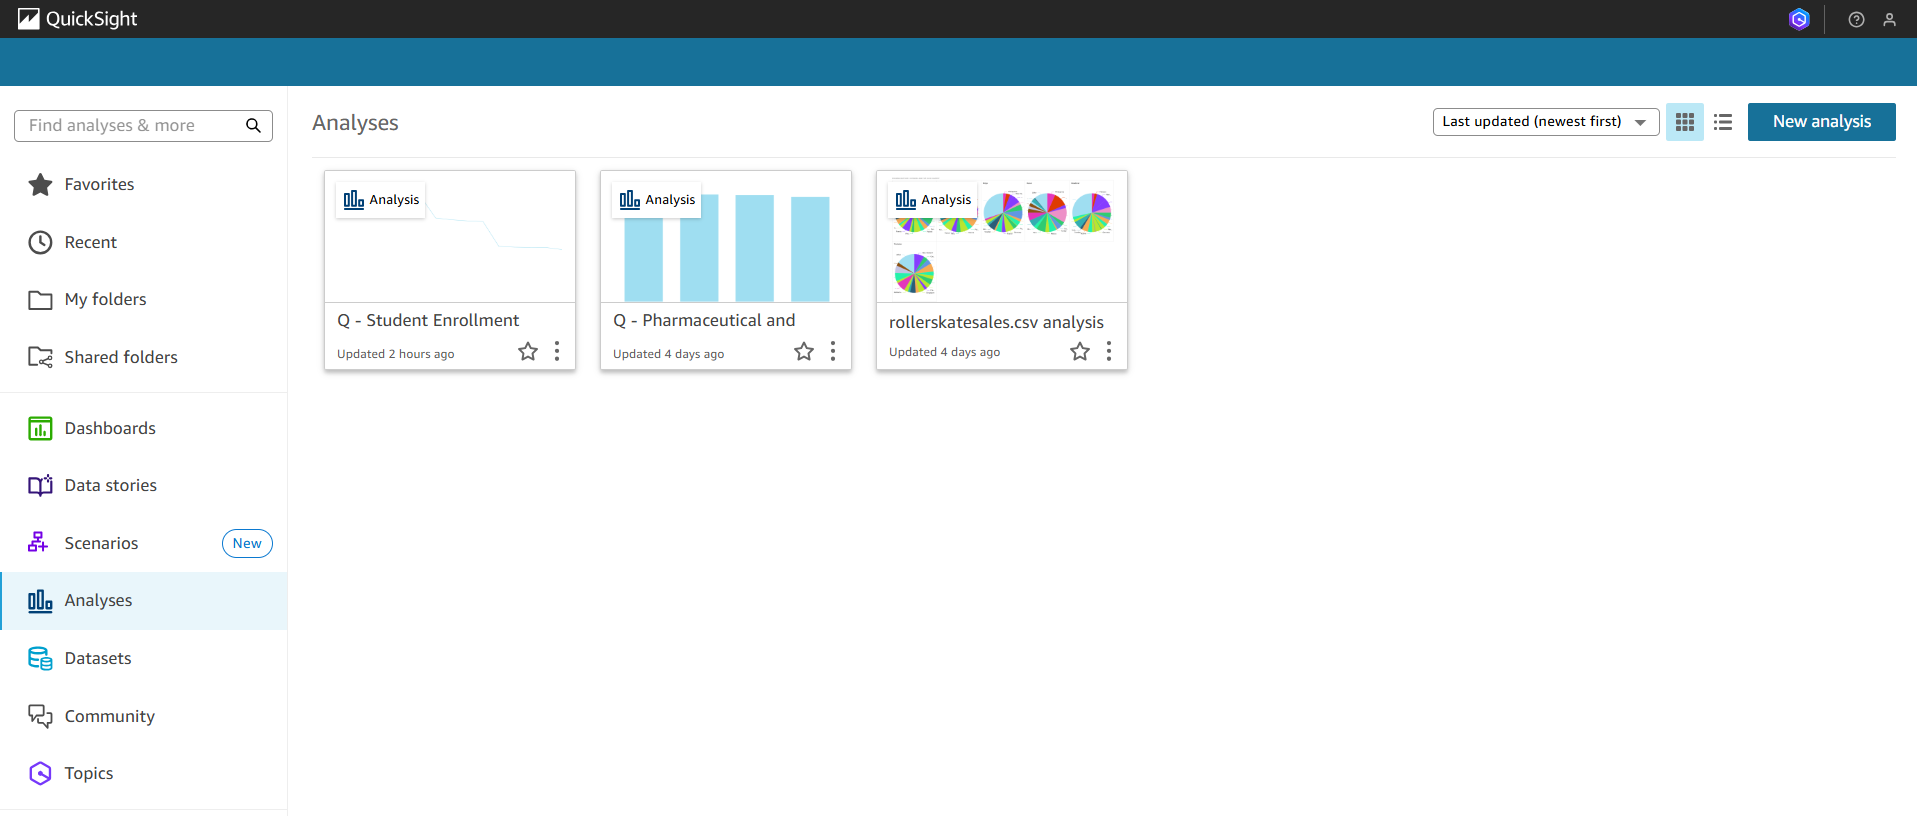 QuickSight
Find analyses & more
Favorites
Recent
My folders
Shared folders
Dashboards
Data stories
Scenarios
New
Analyses
Datasets
Community
Topics
Analyses
Last updated (newest first)
New analysis
Analysis
Q - Student Enrollment
Updated 2 hours ago
Analysis
Q - Pharmaceutical and
Updated 4 days ago
Analysis
rollerskatesales.csv analysis
Updated 4 days ago